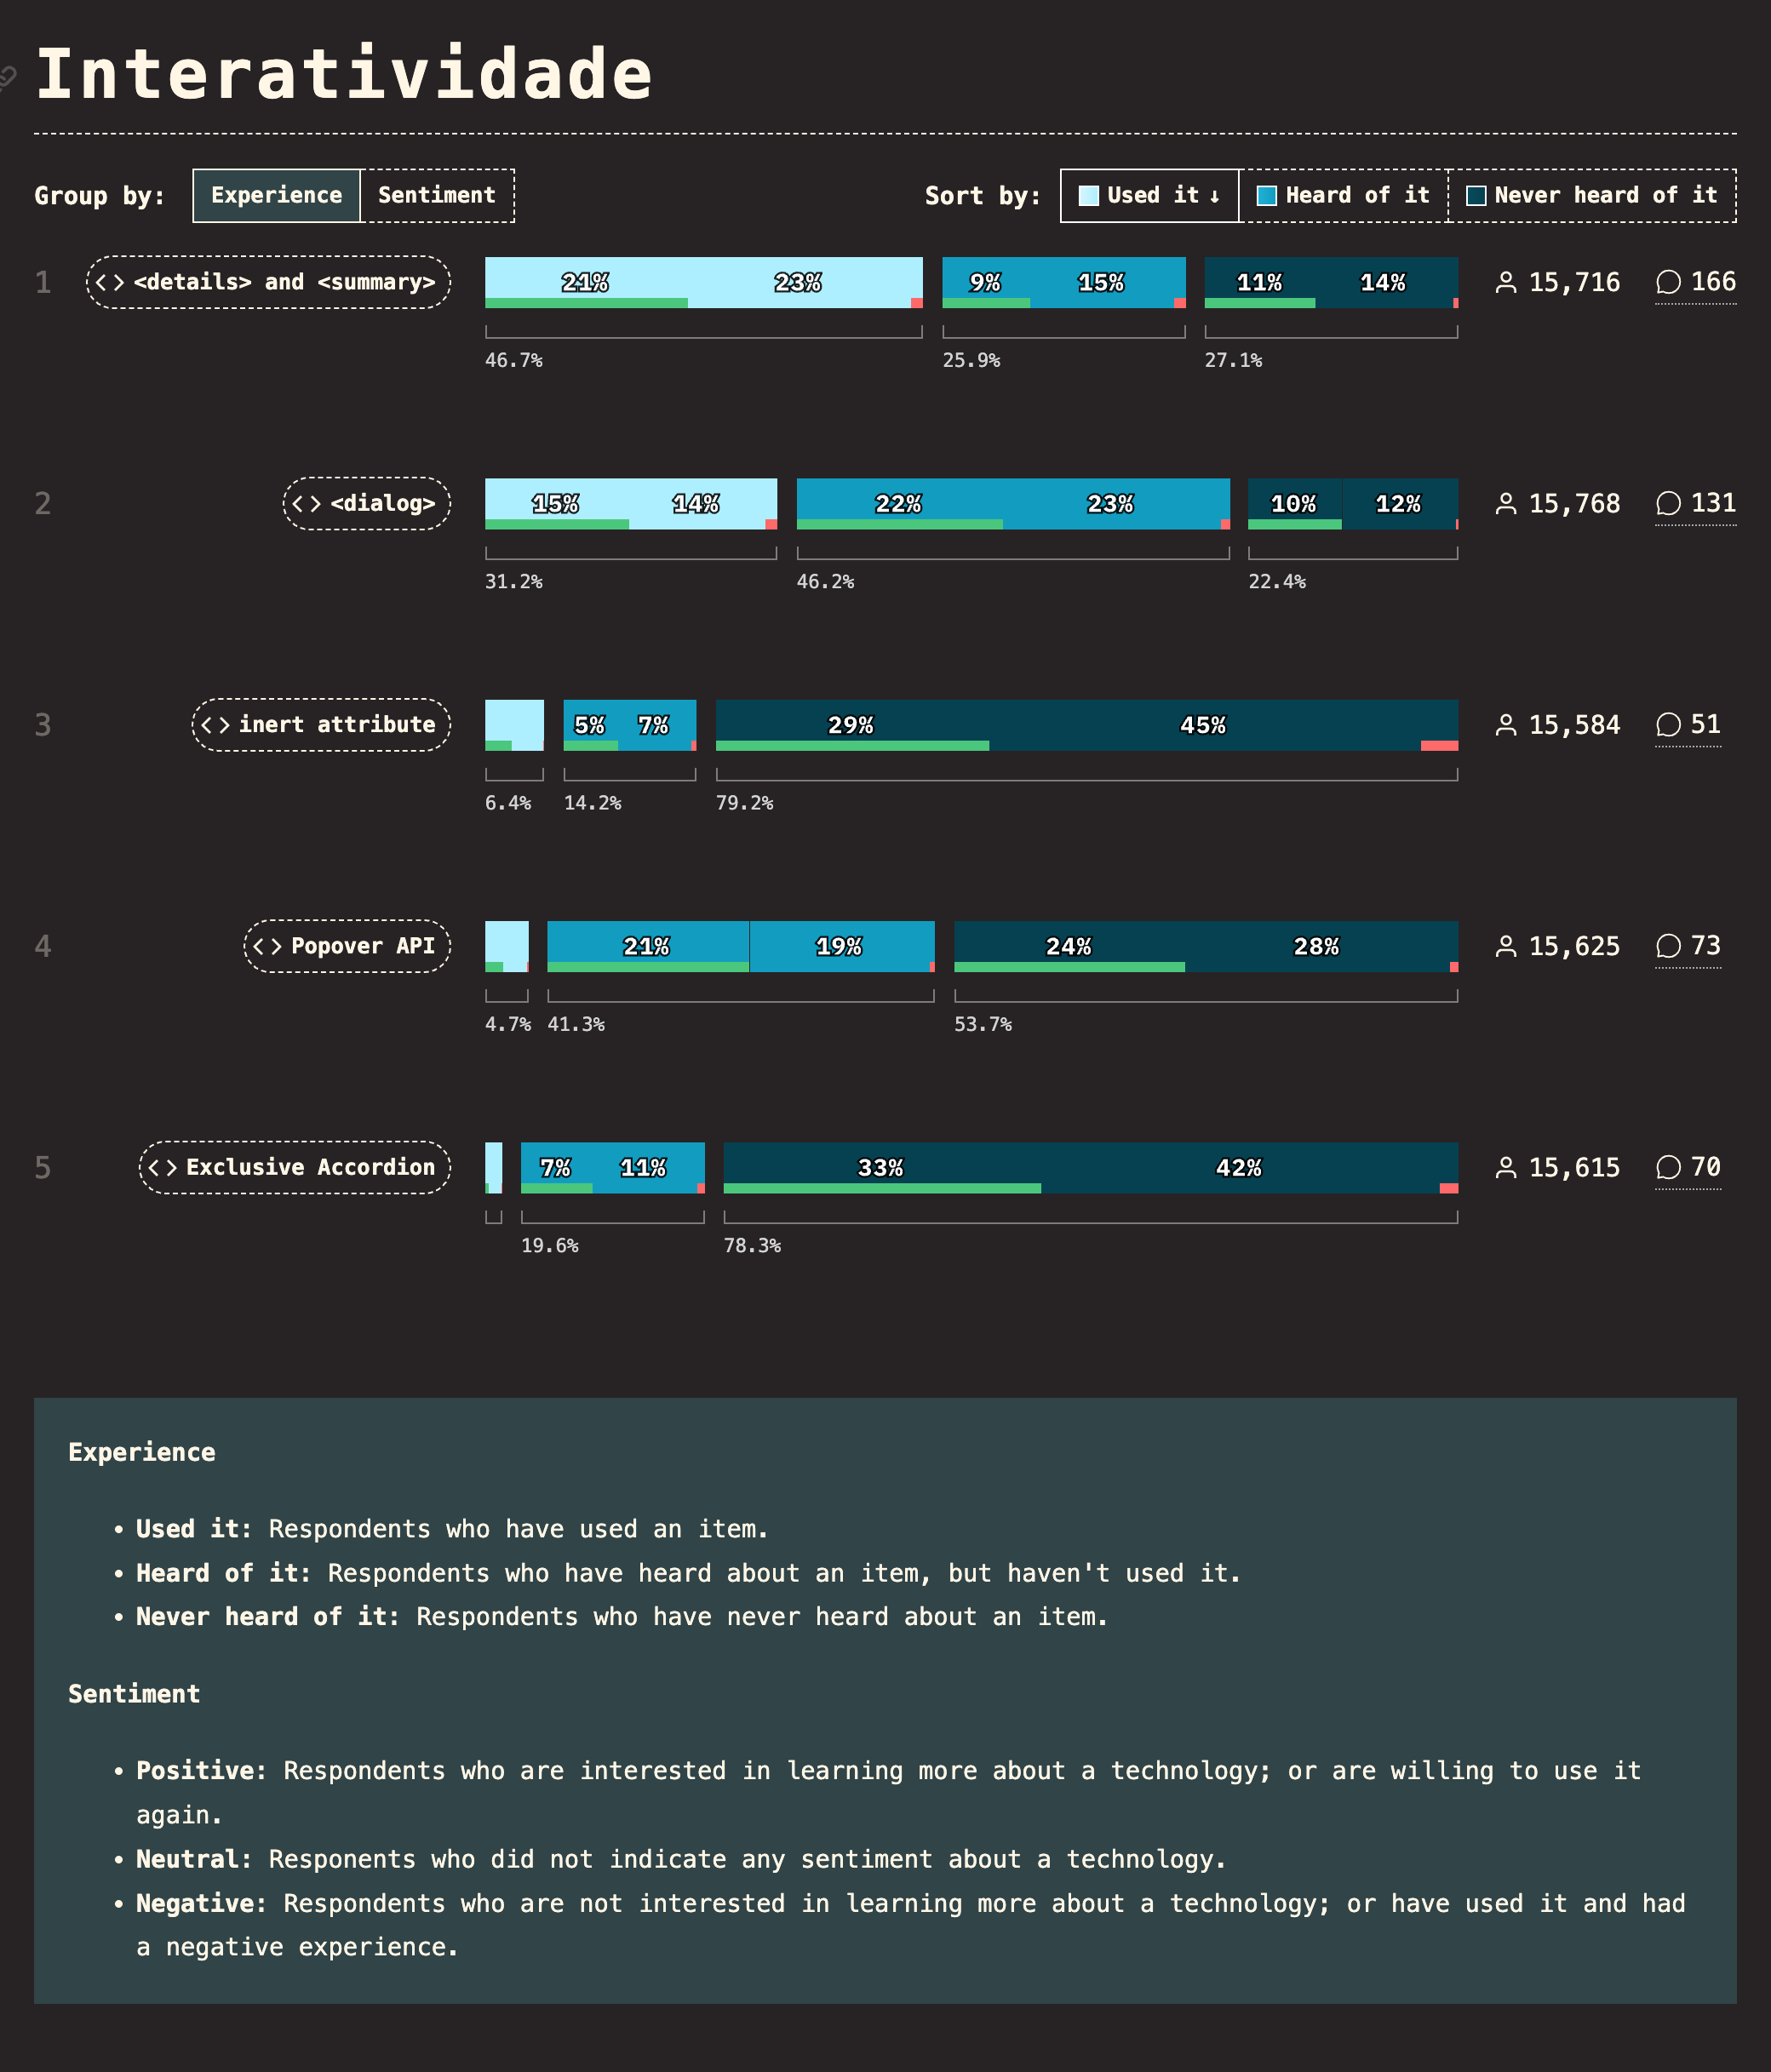 Interatividade
Group by: Experience Sentiment Sort by: Used it ↓ Heard of it Never heard of it
1 <> <details> and <summary> 21% 23% 9% 15% 11% 14% 15,716 166
46.7% 25.9% 27.1%
2 <> <dialog> 15% 14% 22% 23% 10% 12% 15,768 131
31.2% 46.2% 22.4%
3 <> inert attribute 5% 7% 29% 45% 15,584 51
6.4% 14.2% 79.2%
4 <> Popover API 21% 19% 24% 28% 15,625 73
4.7% 41.3% 53.7%
5 <> Exclusive Accordion 7% 11% 33% 42% 15,615 70
19.6% 78.3%
Experience
• Used it: Respondents who have used an item.
• Heard of it: Respondents who have heard about an item, but haven't used it.
• Never heard of it: Respondents who have never heard about an item.
Sentiment
• Positive: Respondents who are interested in learning more about a technology; or are willing to use it
again.
• Neutral: Responents who did not indicate any sentiment about a technology.
• Negative: Respondents who are not interested in learning more about a technology; or have used it and had
a negative experience.